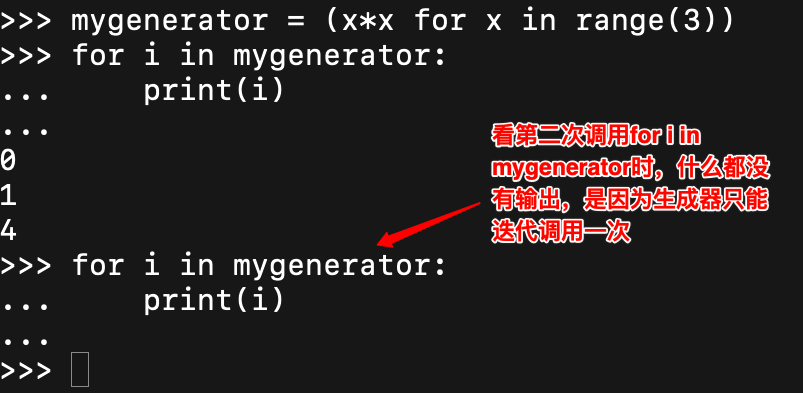 >>> mygenerator = (x*x for x in range(3))
>>> for i in mygenerator:
...     print(i)
...
0
1
4
>>> for i in mygenerator:
...     print(i)
...
>>>
看第二次调用for i in
mygenerator时，什么都没
有输出，是因为生成器只能
迭代调用一次